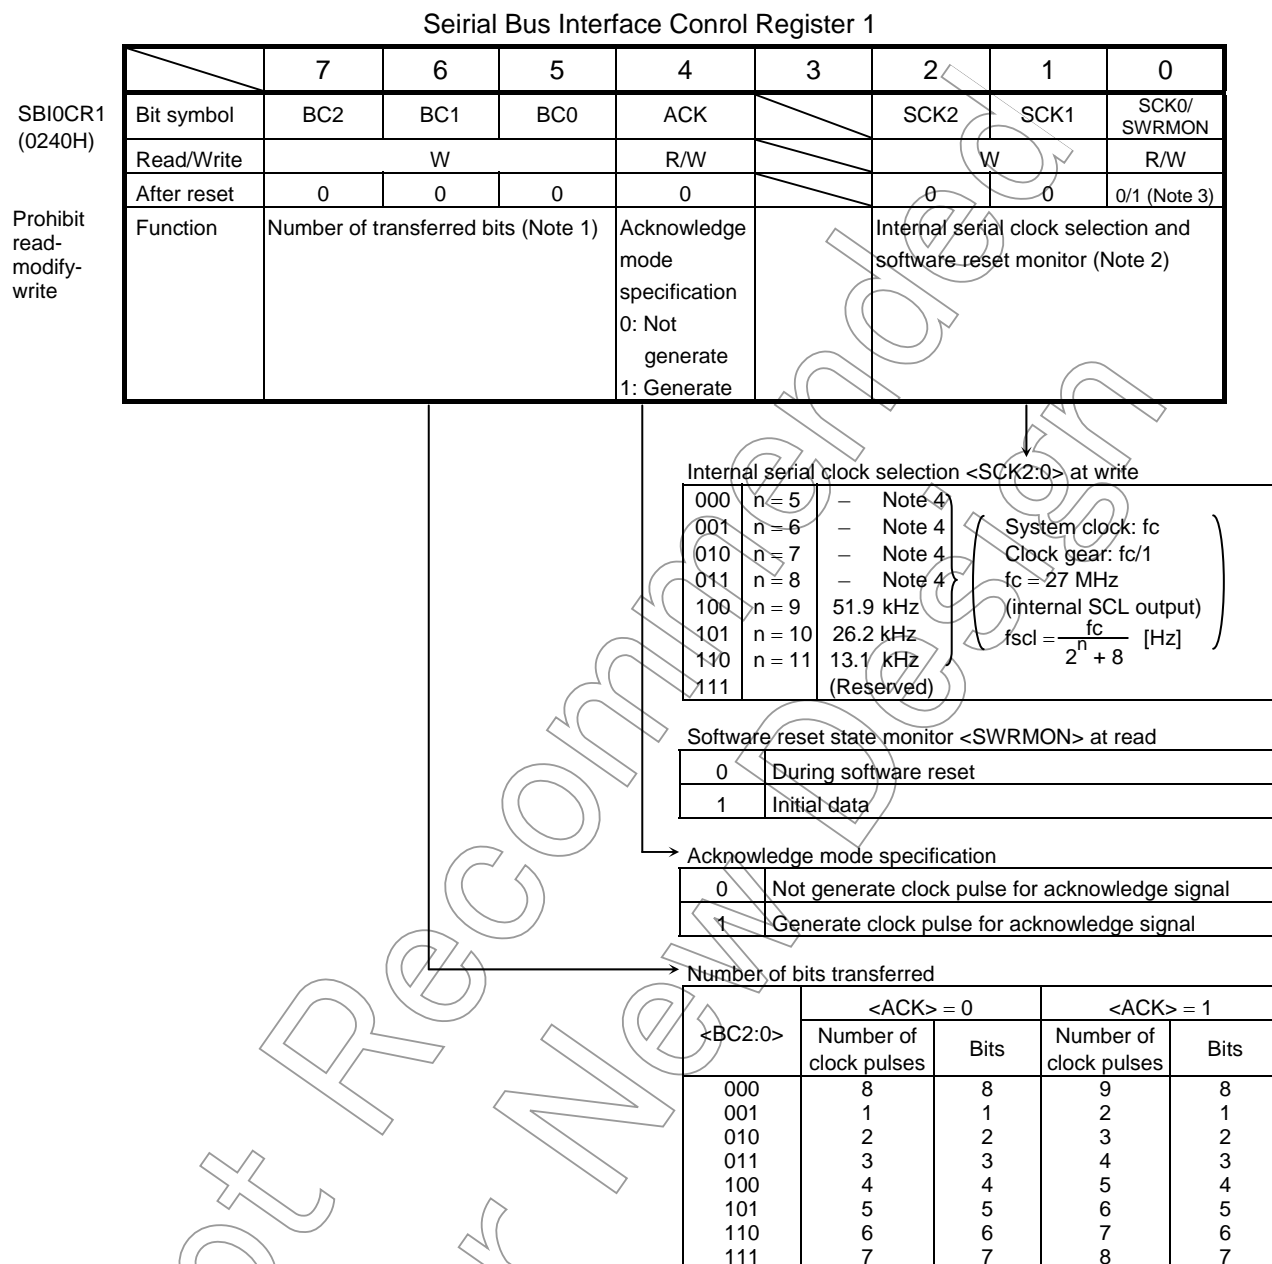 Seirial Bus Interface Conrol Register 1
7 6 5 4 3 2 1 0
SBI0CR1
(0240H)
Bit symbol BC2 BC1 BC0 ACK SCK2 SCK1 SCK0/
SWRMON
Read/Write W R/W W R/W
After reset 0 0 0 0 0 0 0/1 (Note 3)
Prohibit
read-
modify-
write
Function Number of transferred bits (Note 1)
Acknowledge
mode
specification
0: Not
generate
1: Generate
Internal serial clock selection and
software reset monitor (Note 2)
Internal serial clock selection <SCK2:0> at write
000 n = 5 – Note 4
001 n = 6 – Note 4
010 n = 7 – Note 4
011 n = 8 – Note 4
100 n = 9 51.9 kHz
101 n = 10 26.2 kHz
110 n = 11 13.1 kHz
111 (Reserved)
System clock: fc
Clock gear: fc/1
fc = 27 MHz
(internal SCL output)
fscl = fc / 2^n + 8 [Hz]
Software reset state monitor <SWRMON> at read
0 During software reset
1 Initial data
Acknowledge mode specification
0 Not generate clock pulse for acknowledge signal
1 Generate clock pulse for acknowledge signal
Number of bits transferred
<BC2:0> <ACK> = 0 <ACK> = 1
Number of
clock pulses
Bits
Number of
clock pulses
Bits
000 8 8 9 8
001 1 1 2 1
010 2 2 3 2
011 3 3 4 3
100 4 4 5 4
101 5 5 6 5
110 6 6 7 6
111 7 7 8 7
ot Recommended
r New Design